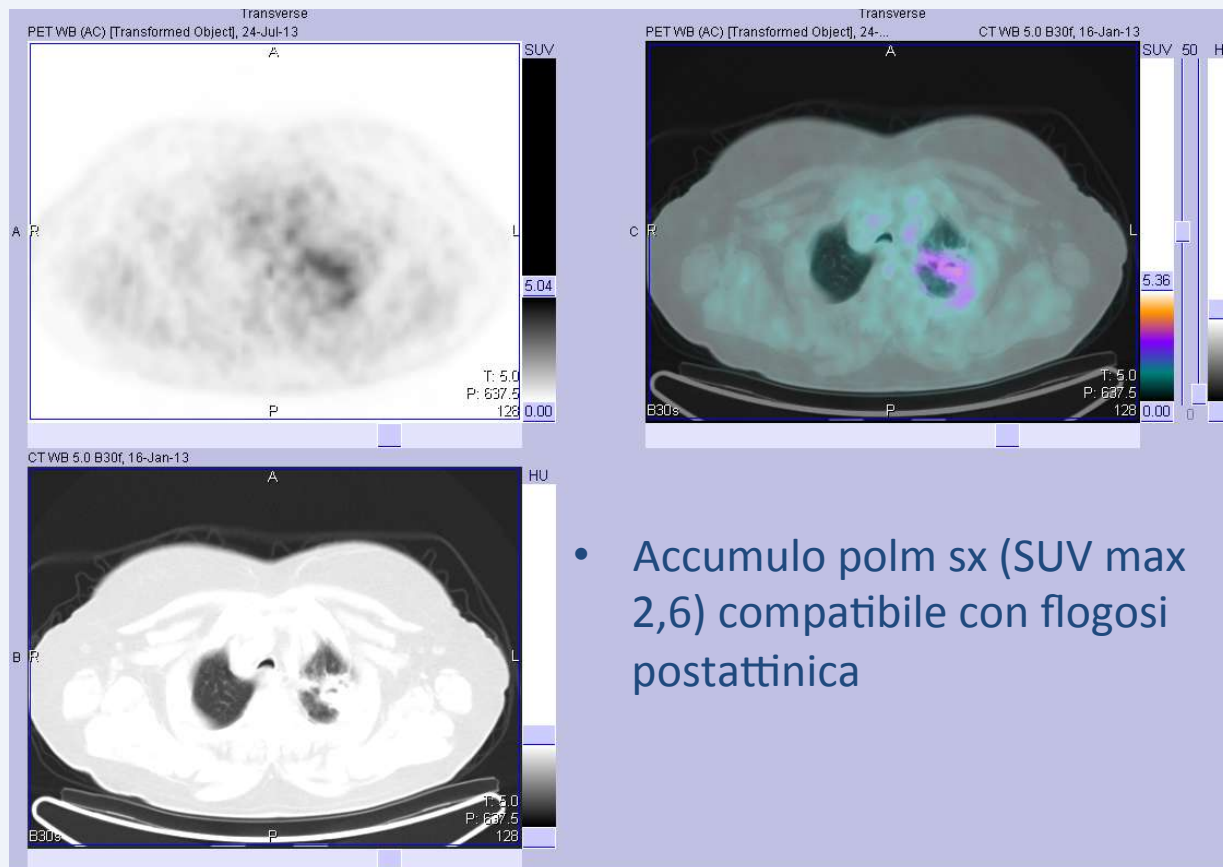 Transverse
PET WB (AC) [Transformed Object], 24-Jul-13
SUV
A
A
R
L
5.04
T: 5.0
P: 637.5
P
128
0.00
Transverse
PET WB (AC) [Transformed Object], 24-...
CT WB 5.0 B30f, 16-Jan-13
SUV
50
H
A
C
R
L
5.36
T: 5.0
P: 637.5
B30s
P
128
0.00
0
CT WB 5.0 B30f, 16-Jan-13
HU
A
B
R
L
T: 5.0
P: 637.5
B30s
P
128
• Accumulo polm sx (SUV max
2,6) compatibile con flogosi
postattinica